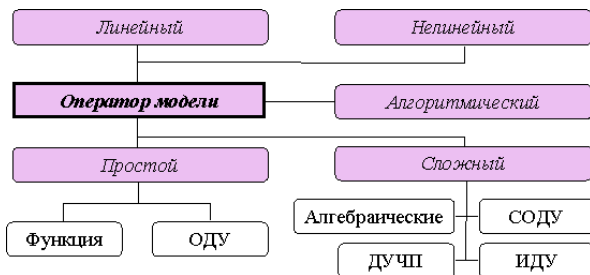 Линейный
Нелинейный
Оператор модели
Алгоритмический
Простой
Сложный
Функция
ОДУ
Алгебраические
СОДУ
ДУЧП
ИДУ